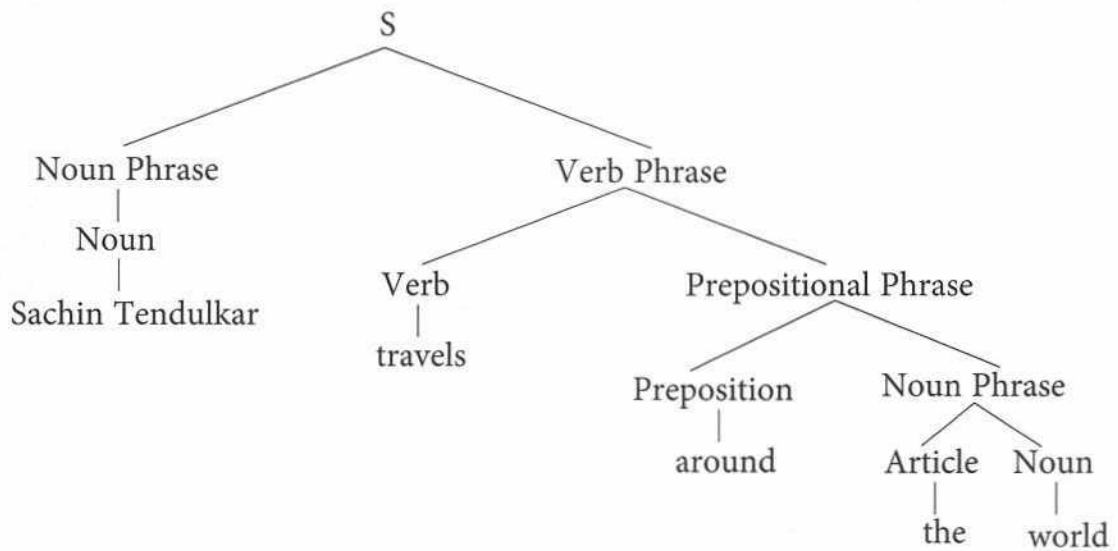 S
Noun Phrase
Verb Phrase
Noun
Verb
Prepositional Phrase
Sachin Tendulkar
travels
Preposition
Noun Phrase
around
Article
Noun
the
world